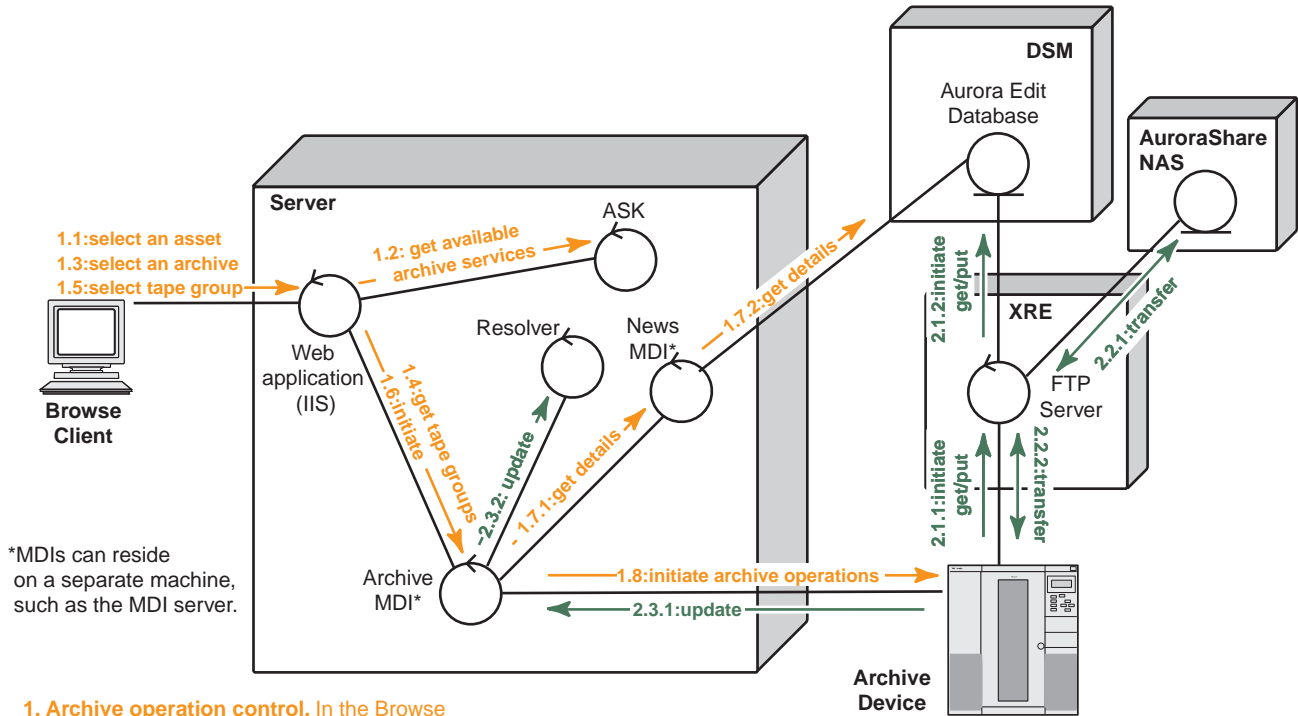 DSM
Aurora Edit
Database
AuroraShare
NAS
Server
ASK
1.1:select an asset
1.3:select an archive
1.5:select tape group
1.2: get available
archive services
1.7.2:get details
2.1.2:initiate
get/put
XRE
2.2.1:transfer
Resolver
News
MDI*
Web
application
(IIS)
1.4:get tape groups
1.6:initiate
FTP
Server
Browse
Client
2.3.2: update
1.7.1:get details
2.1.1:initiate
get/put
2.2.2:transfer
*MDIs can reside
on a separate machine,
such as the MDI server.
Archive
MDI*
1.8:initiate archive operations
2.3.1:update
Archive
Device
1. Archive operation control. In the Browse